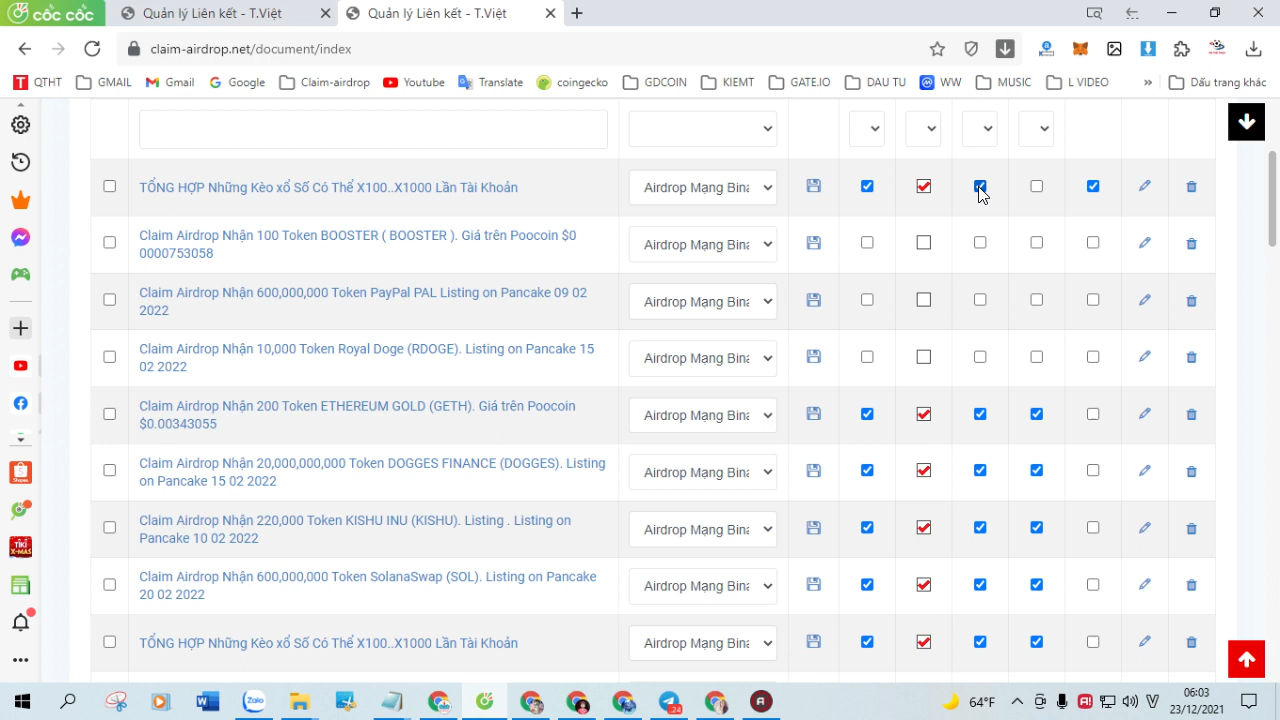 cốc cốc
Quản lý kết - T.Việt
Quản lý kết - T.Việt
claim-airdrop.net/document/index
QTHT
GMAIL
Gmail
Google
Claim-airdrop
Youtube
Translate
coingecko
GDCOIN
KIEMT
GATE.IO
DAU TU
WW
MUSIC
L VIDEO
»
Dấu trang khác
TỔNG HỢP Những Kèo xổ Số Có Thể X100..X1000 Lần Tài Khoản
Airdrop Mạng Bina
Claim Airdrop Nhận 100 Token BOOSTER ( BOOSTER ). Giá trên Poocoin $0
0000753058
Airdrop Mạng Bina
Claim Airdrop Nhận 600,000,000 Token PayPal PAL Listing on Pancake 09 02
2022
Airdrop Mạng Bina
Claim Airdrop Nhận 10,000 Token Royal Doge (RDOGE). Listing on Pancake 15
02 2022
Airdrop Mạng Bina
Claim Airdrop Nhận 200 Token ETHEREUM GOLD (GETH). Giá trên Poocoin
$0.00343055
Airdrop Mạng Bina
Claim Airdrop Nhận 20,000,000,000 Token DOGGES FINANCE (DOGGES). Listing
on Pancake 15 02 2022
Airdrop Mạng Bina
Claim Airdrop Nhận 220,000 Token KISHU INU (KISHU). Listing . Listing on
Pancake 10 02 2022
Airdrop Mạng Bina
Claim Airdrop Nhận 600,000,000 Token SolanaSwap (SOL). Listing on Pancake
20 02 2022
Airdrop Mạng Bina
TỔNG HỢP Những Kèo xổ Số Có Thể X100..X1000 Lần Tài Khoản
Airdrop Mạng Bina
Zalo
24
64°F
06:03
23/12/2021